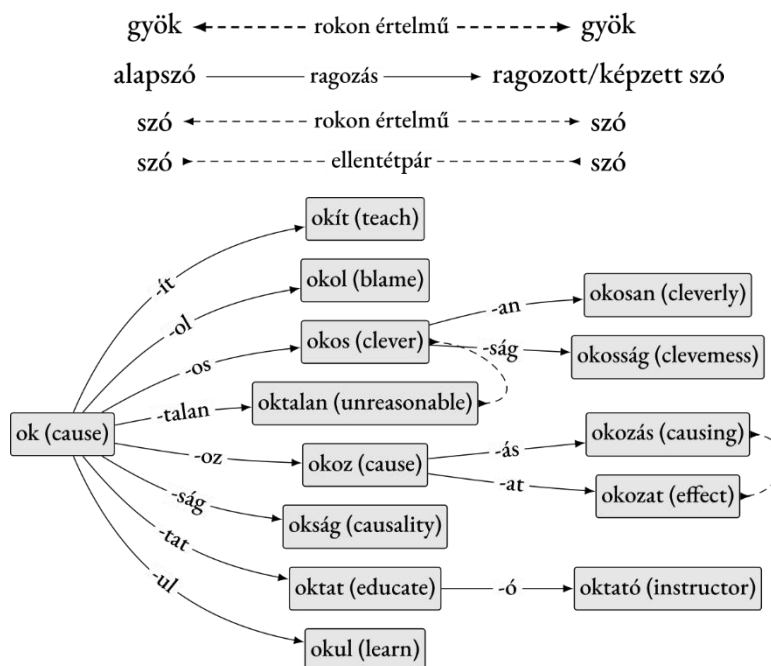 gyök rokon értelmű gyök
alapszó ragozás ragozott/képzett szó
szó rokon értelmű szó
szó ellentétpár szó
okít (teach)
-ít
okol (blame)
-ol
okosan (cleverly)
-an
okos (clever)
-ság
okosság (clevemess)
-os
oktalan (unreasonable)
-talan
ok (cause)
okozás (causing)
-ás
-oz
okoz (cause)
-at
okozat (effect)
-ság
okság (causality)
-tat
oktat (educate)
-ó
oktató (instructor)
-ul
okul (learn)